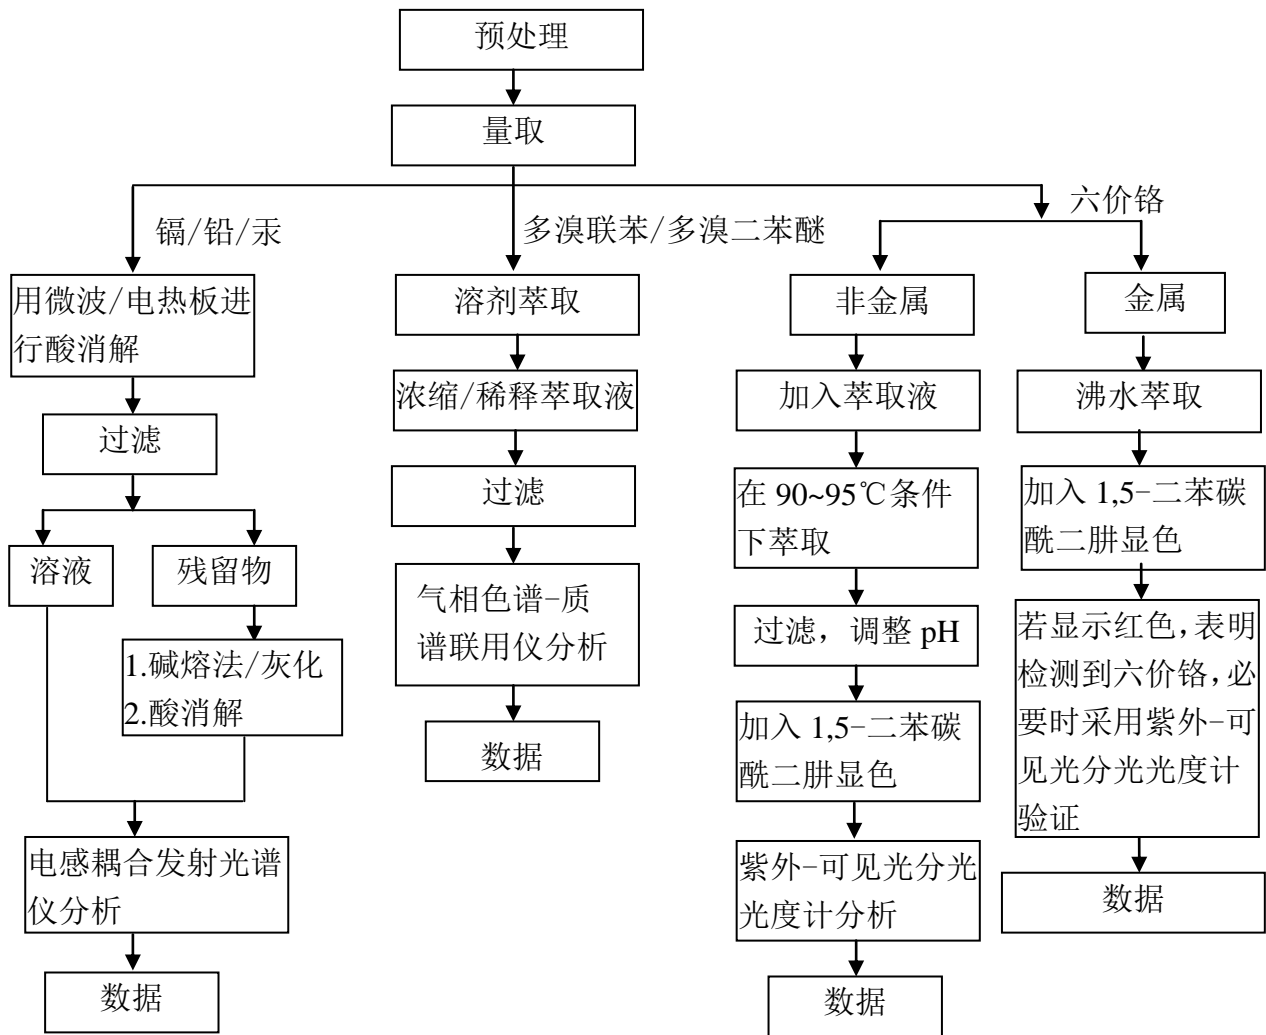 预处理
量取
镉/铅/汞
多溴联苯/多溴二苯醚
六价铬
用微波/电热板进
行酸消解
过滤
溶液
残留物
1.碱熔法/灰化
2.酸消解
电感耦合发射光谱
仪分析
数据
溶剂萃取
浓缩/稀释萃取液
过滤
气相色谱-质
谱联用仪分析
数据
非金属
加入萃取液
在 90~95℃条件
下萃取
过滤，调整 pH
加入 1,5-二苯碳
酰二肼显色
紫外-可见光分光
光度计分析
数据
金属
沸水萃取
加入 1,5-二苯碳
酰二肼显色
若显示红色，表明
检测到六价铬，必
要时采用紫外-可
见光分光光度计
验证
数据